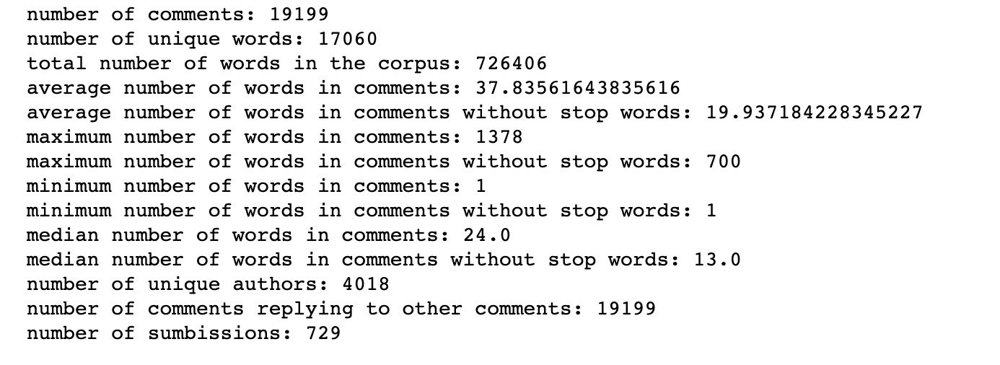 number of comments: 19199
number of unique words: 17060
total number of words in the corpus: 726406
average number of words in comments: 37.83561643835616
average number of words in comments without stop words: 19.937184228345227
maximum number of words in comments: 1378
maximum number of words in comments without stop words: 700
minimum number of words in comments: 1
minimum number of words in comments without stop words: 1
median number of words in comments: 24.0
median number of words in comments without stop words: 13.0
number of unique authors: 4018
number of comments replying to other comments: 19199
number of sumbissions: 729